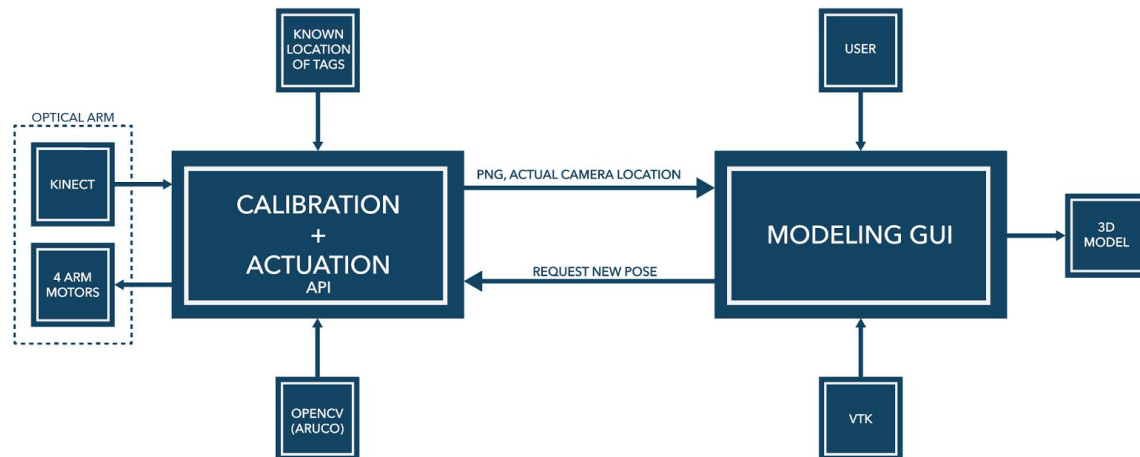 KNOWN
LOCATION
OF TAGS
USER
OPTICAL ARM
KINECT
PNG, ACTUAL CAMERA LOCATION
CALIBRATION
+
ACTUATION
API
MODELING GUI
3D
MODEL
4 ARM
MOTORS
REQUEST NEW POSE
OPENCV
(ARUCO)
VTK